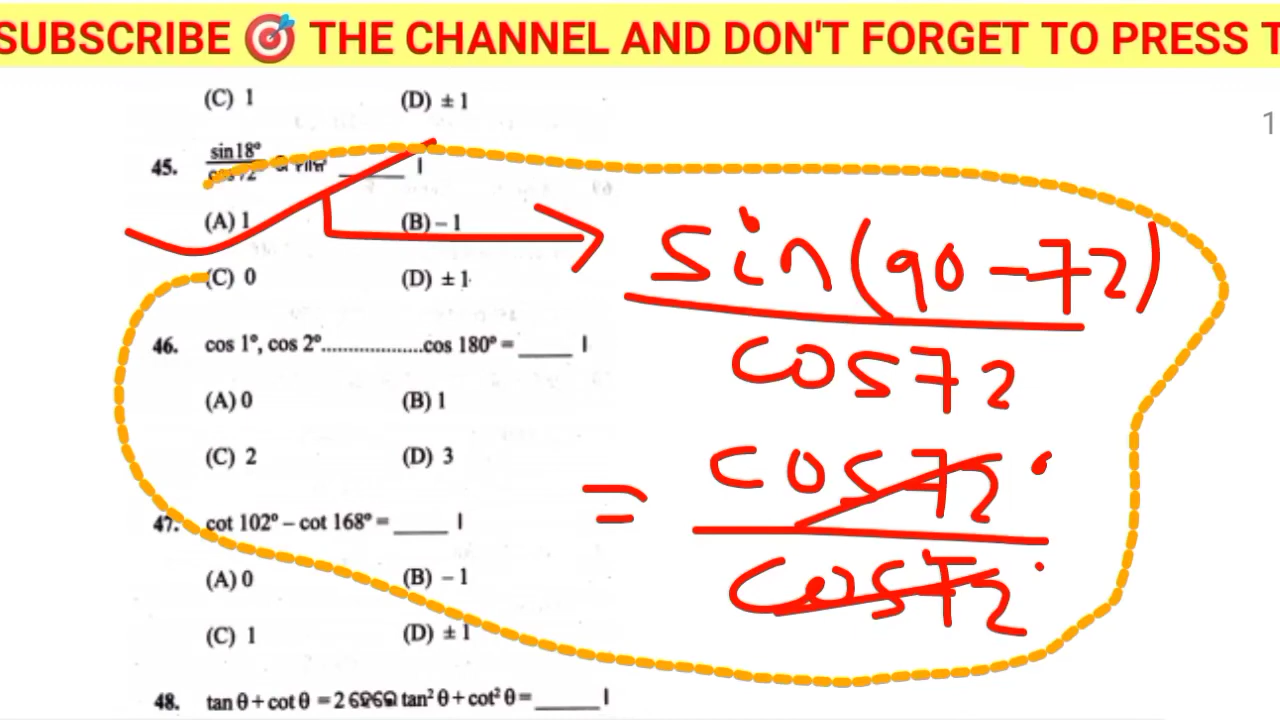 SUBSCRIBE 🎯 THE CHANNEL AND DON'T FORGET TO PRESS T
(C) 1 (D) ± 1
1
45. sin18°
cos72 _____ ।
(A) 1 (B) – 1
(C) 0 (D) ± 1
46. cos 1°, cos 2°...................cos 180° = _____ ।
(A) 0 (B) 1
(C) 2 (D) 3
47. cot 102° – cot 168° = _____ ।
(A) 0 (B) – 1
(C) 1 (D) ± 1
48. tan θ + cot θ = 2 ହେଲେ tan² θ + cot² θ = ______।
sin(90-72)
cos72
= cos72°
cos72°